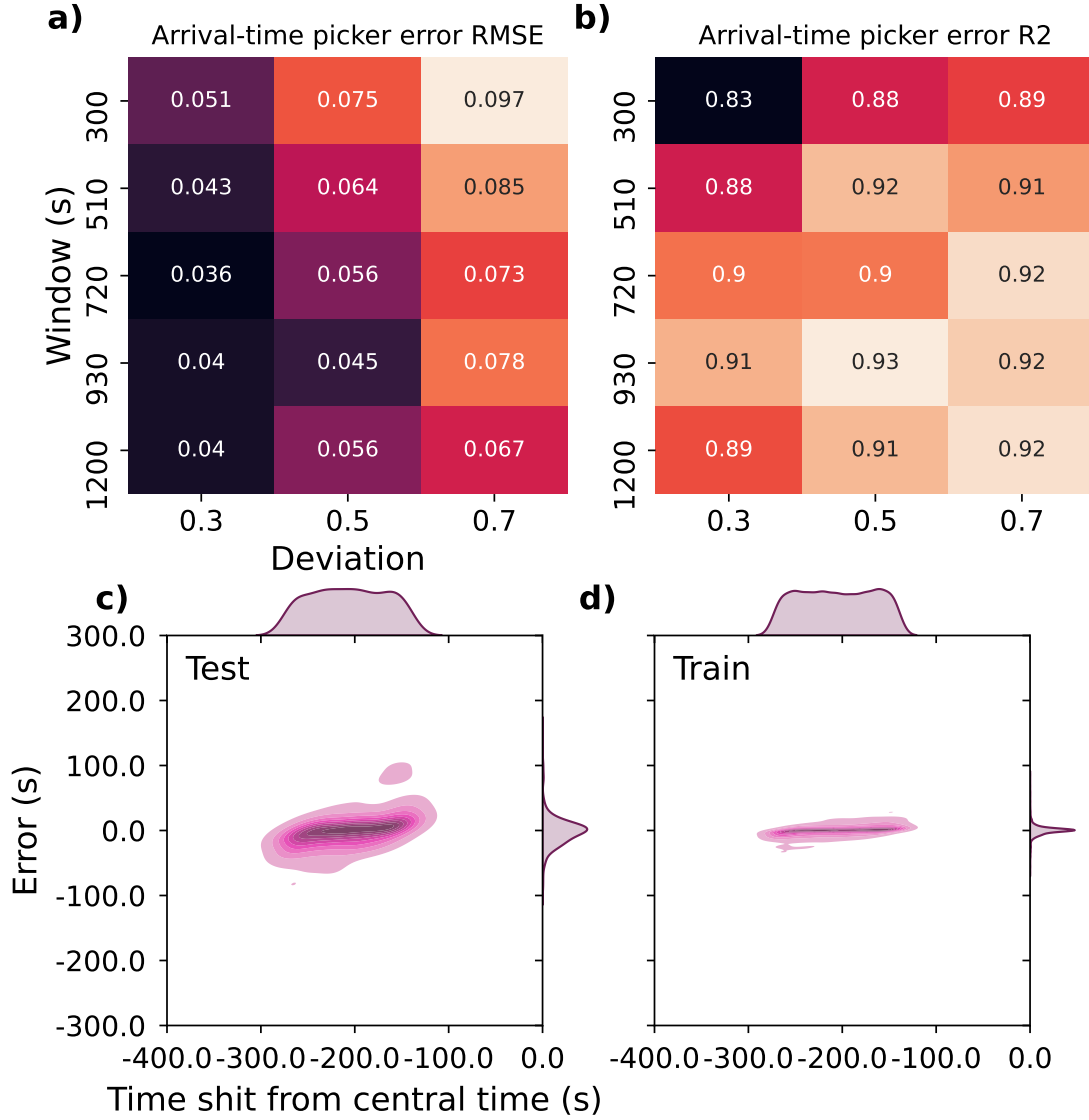 a)
Arrival-time picker error RMSE
Window (s)
300 0.051 0.075 0.097
510 0.043 0.064 0.085
720 0.036 0.056 0.073
930 0.04 0.045 0.078
1200 0.04 0.056 0.067
0.3 0.5 0.7
Deviation
b)
Arrival-time picker error R2
300 0.83 0.88 0.89
510 0.88 0.92 0.91
720 0.9 0.9 0.92
930 0.91 0.93 0.92
1200 0.89 0.91 0.92
0.3 0.5 0.7
c)
Test
Error (s)
300.0
200.0
100.0
0.0
-100.0
-200.0
-300.0
-400.0 -300.0 -200.0 -100.0 0.0
Time shit from central time (s)
d)
Train
-400.0 -300.0 -200.0 -100.0 0.0